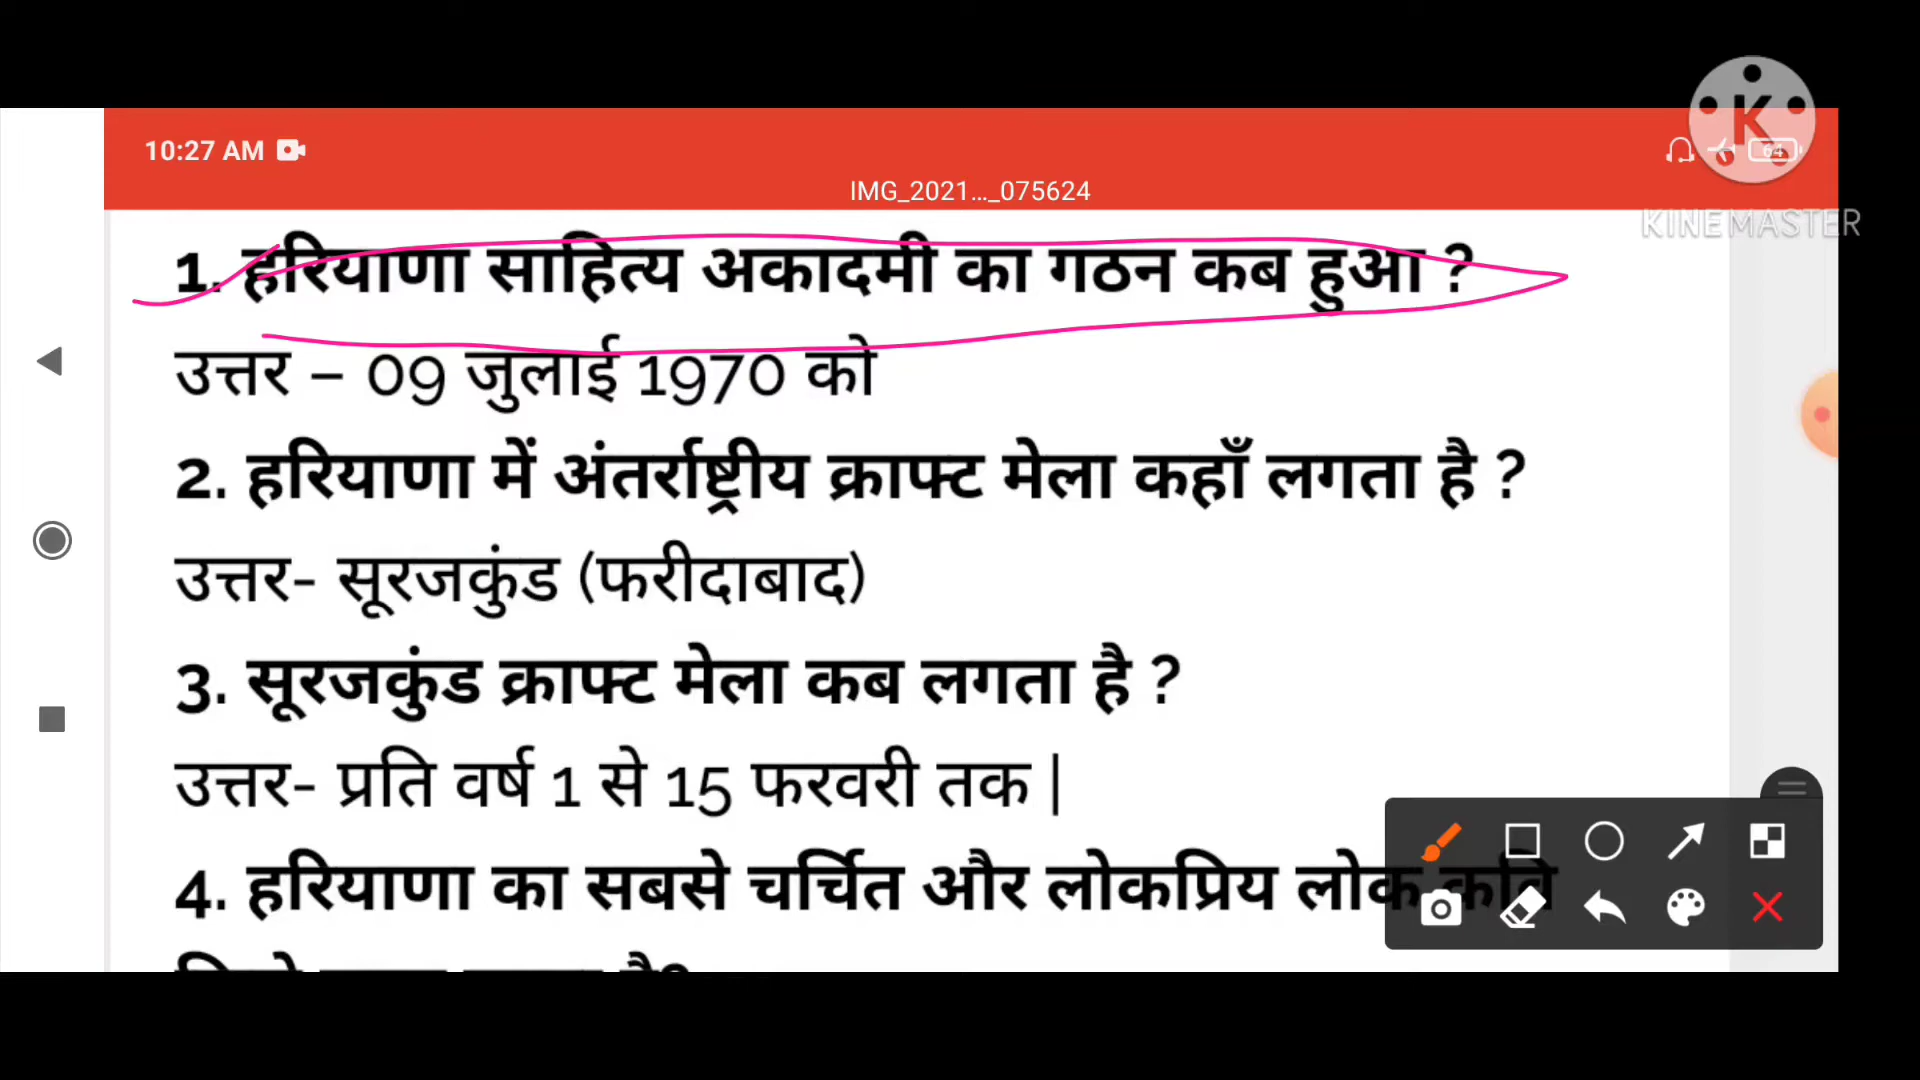 10:27 AM
64
IMG_2021..._075624
K
KINEMASTER
1. हरियाणा साहित्य अकादमी का गठन कब हुआ ?
उत्तर – 09 जुलाई 1970 को
2. हरियाणा में अंतर्राष्ट्रीय क्राफ्ट मेला कहाँ लगता है ?
उत्तर- सूरजकुंड (फरीदाबाद)
3. सूरजकुंड क्राफ्ट मेला कब लगता है ?
उत्तर- प्रति वर्ष 1 से 15 फरवरी तक |
4. हरियाणा का सबसे चर्चित और लोकप्रिय लोक कवि